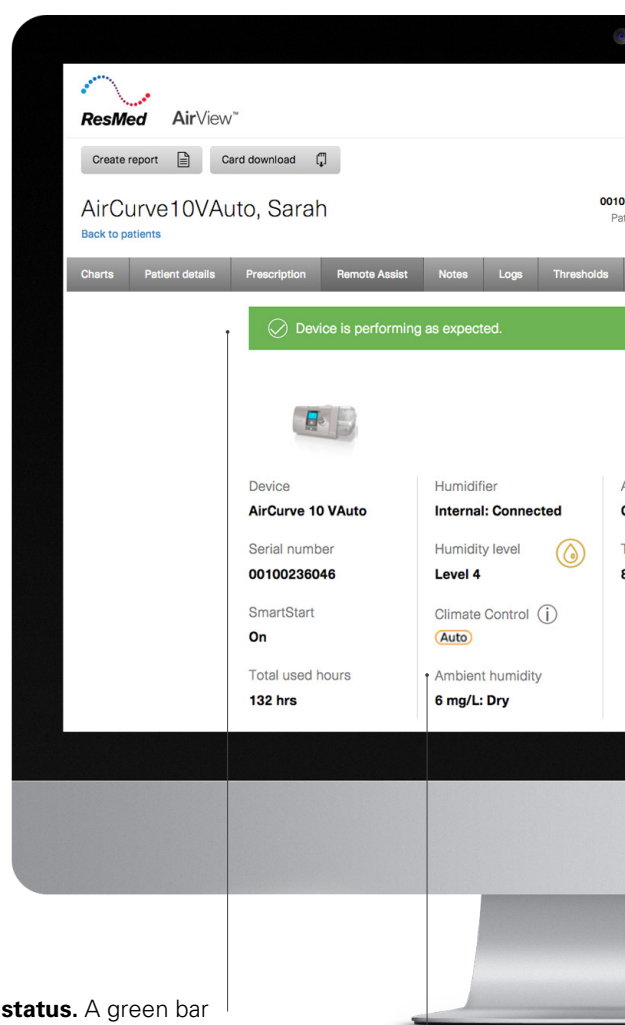 ResMed AirView™
Create report Card download
AirCurve10VAuto, Sarah
0010
Back to patients
Charts Patient details Prescription Remote Assist Notes Logs Thresholds
Device is performing as expected.
Device Humidifier
AirCurve 10 VAuto Internal: Connected
Serial number Humidity level
00100236046 Level 4
SmartStart Climate Control
On Auto
Total used hours Ambient humidity
132 hrs 6 mg/L: Dry
status. A green bar